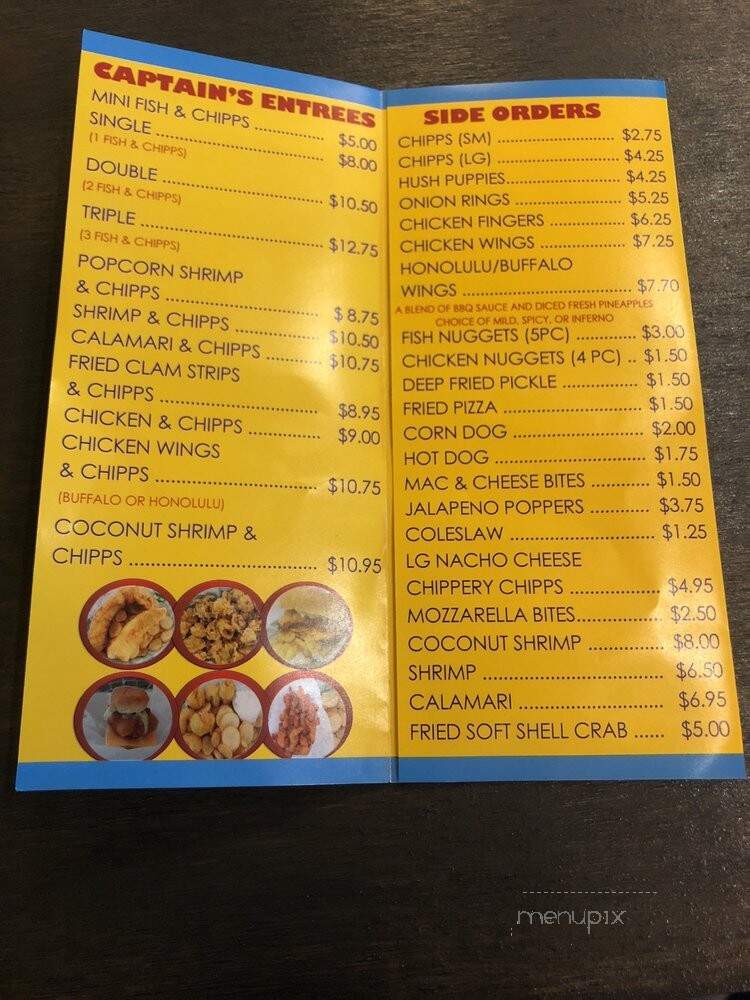 CAPTAIN'S ENTREES
MINI FISH & CHIPPS ............ $5.00
SINGLE ............................ $8.00
(1 FISH & CHIPPS)
DOUBLE ........................... $10.50
(2 FISH & CHIPPS)
TRIPLE .............................. $12.75
(3 FISH & CHIPPS)
POPCORN SHRIMP
& CHIPPS .......................... $8.75
SHRIMP & CHIPPS ............. $10.50
CALAMARI & CHIPPS ....... $10.75
FRIED CLAM STRIPS
& CHIPPS .......................... $8.95
CHICKEN & CHIPPS ........... $9.00
CHICKEN WINGS
& CHIPPS .......................... $10.75
(BUFFALO OR HONOLULU)
COCONUT SHRIMP &
CHIPPS .............................. $10.95
SIDE ORDERS
CHIPPS (SM) ....................... $2.75
CHIPPS (LG) ....................... $4.25
HUSH PUPPIES..................... $4.25
ONION RINGS .................... $5.25
CHICKEN FINGERS .............. $6.25
CHICKEN WINGS ................ $7.25
HONOLULU/BUFFALO
WINGS ............................... $7.70
A BLEND OF BBQ SAUCE AND DICED FRESH PINEAPPLES
CHOICE OF MILD, SPICY, OR INFERNO
FISH NUGGETS (5PC) .......... $3.00
CHICKEN NUGGETS (4 PC) .. $1.50
DEEP FRIED PICKLE .............. $1.50
FRIED PIZZA ........................ $1.50
CORN DOG ....................... $2.00
HOT DOG .......................... $1.75
MAC & CHEESE BITES .......... $1.50
JALAPENO POPPERS .......... $3.75
COLESLAW ........................ $1.25
LG NACHO CHEESE
CHIPPERY CHIPPS ................ $4.95
MOZZARELLA BITES............... $2.50
COCONUT SHRIMP ............. $8.00
SHRIMP .............................. $6.50
CALAMARI ......................... $6.95
FRIED SOFT SHELL CRAB ...... $5.00
menupix